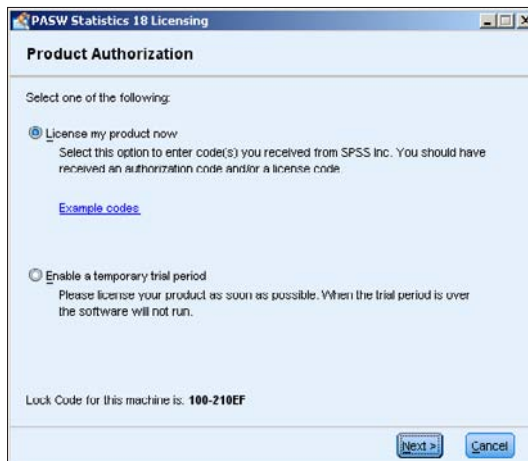 PASW Statistics 18 Licensing
Product Authorization
Select one of the following:
License my product now
Select this option to enter code(s) you received from SPSS Inc. You should have
received an authorization code and/or a license code.
Example codes
Enable a temporary trial period
Please license your product as soon as possible. When the trial period is over
the software will not run.
Lock Code for this machine is: 100-210EF
Next > Cancel